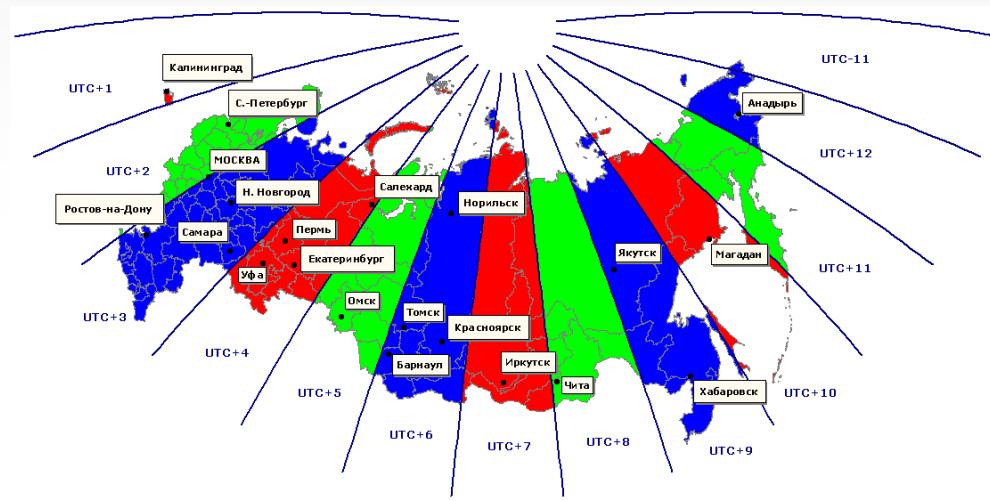 UTC-11
Калининград
UTC+1
С.-Петербург
Анадырь
UTC+12
МОСКВА
UTC+2
Н. Новгород
Салехард
Норильск
Ростов-на-Дону
Самара
Пермь
Якутск
Магадан
Екатеринбург
Уфа
UTC+11
Омск
Томск
UTC+3
Красноярск
UTC+4
Барнаул
Иркутск
Чита
UTC+5
Хабаровск
UTC+10
UTC+6
UTC+7
UTC+8
UTC+9